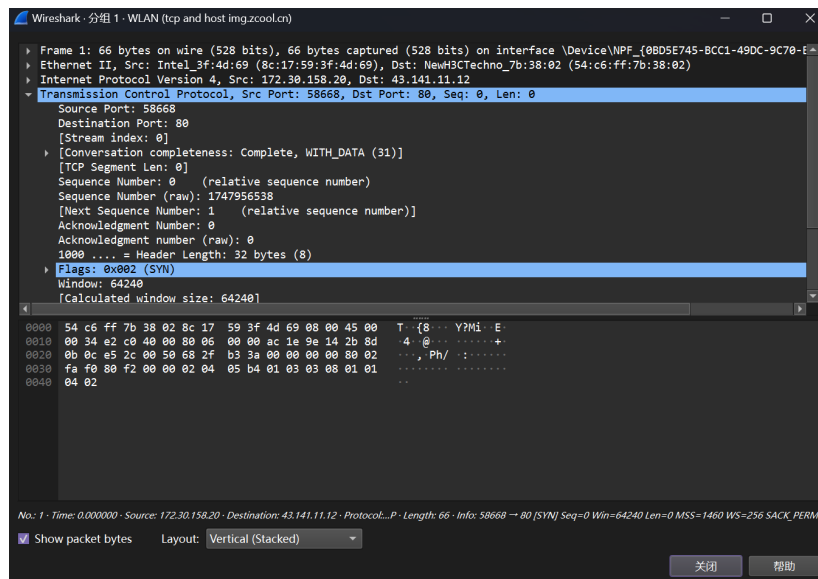 Wireshark · 分组 1 · WLAN (tcp and host img.zcool.cn)
Frame 1: 66 bytes on wire (528 bits), 66 bytes captured (528 bits) on interface \Device\NPF_{0BD5E745-BCC1-49DC-9C70-
Ethernet II, Src: Intel_3f:4d:69 (8c:17:59:3f:4d:69), Dst: NewH3CTechno_7b:38:02 (54:c6:ff:7b:38:02)
Internet Protocol Version 4, Src: 172.30.158.20, Dst: 43.141.11.12
Transmission Control Protocol, Src Port: 58668, Dst Port: 80, Seq: 0, Len: 0
Source Port: 58668
Destination Port: 80
[Stream index: 0]
[Conversation completeness: Complete, WITH_DATA (31)]
[TCP Segment Len: 0]
Sequence Number: 0 (relative sequence number)
Sequence Number (raw): 1747956538
[Next Sequence Number: 1 (relative sequence number)]
Acknowledgment Number: 0
Acknowledgment number (raw): 0
1000 .... = Header Length: 32 bytes (8)
Flags: 0x002 (SYN)
Window: 64240
[Calculated window size: 64240]
0000 54 c6 ff 7b 38 02 8c 17 59 3f 4d 69 08 00 45 00 T··{8··· Y?Mi··E·
0010 00 34 e2 c0 40 00 80 06 00 00 ac 1e 9e 14 2b 8d ·4··@··· ······+·
0020 0b 0c e5 2c 00 50 68 2f b3 3a 00 00 00 00 80 02 ···,·Ph/ ·:······
0030 fa f0 80 f2 00 00 02 04 05 b4 01 03 03 08 01 01 ········ ········
0040 04 02 ··
No.: 1 · Time: 0.000000 · Source: 172.30.158.20 · Destination: 43.141.11.12 · Protocol:...P · Length: 66 · Info: 58668 → 80 [SYN] Seq=0 Win=64240 Len=0 MSS=1460 WS=256 SACK_PERM
Show packet bytes Layout: Vertical (Stacked)
关闭 帮助